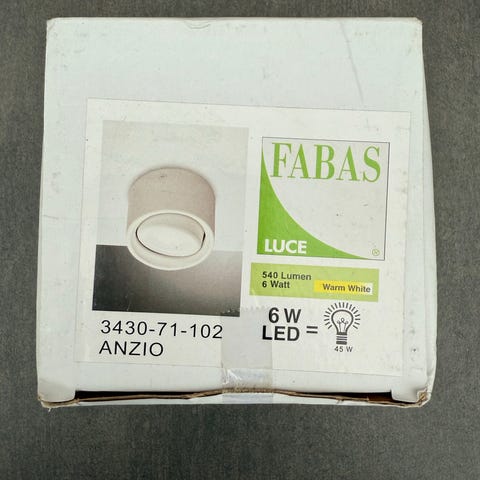 FABAS
LUCE
®
540 Lumen
6 Watt
Warm White
6 W
LED =
45 W
3430-71-102
ANZIO